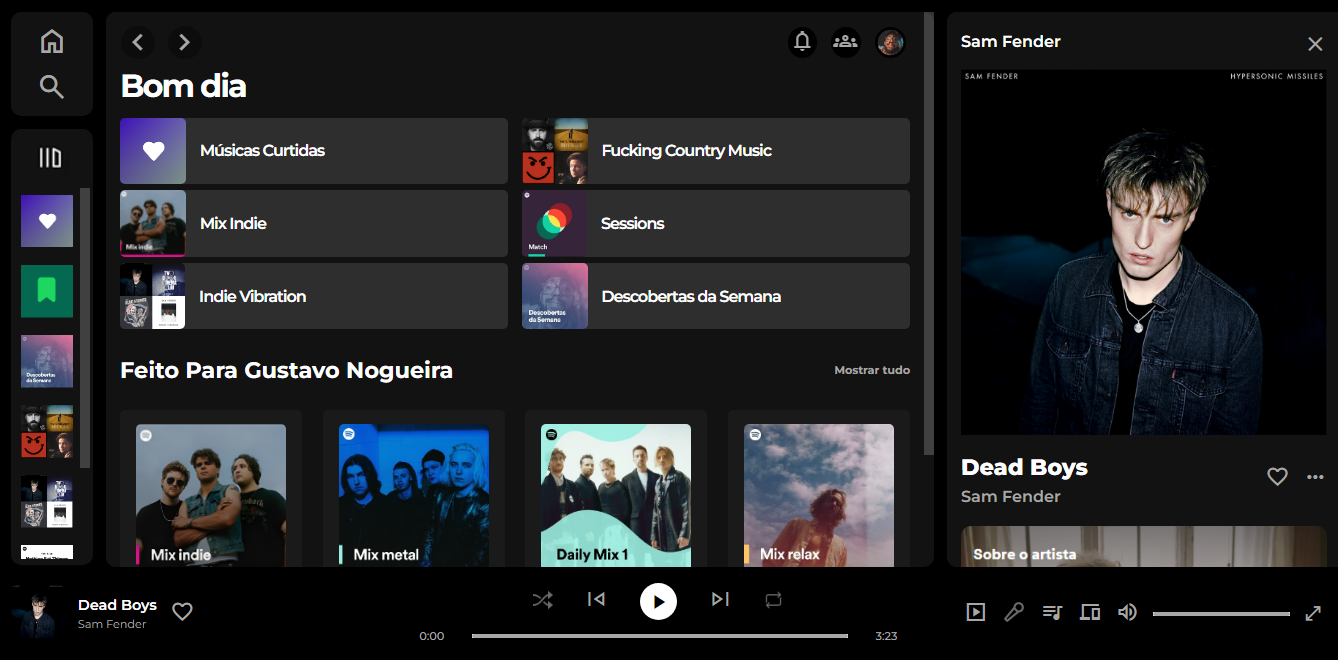 Bom dia
Músicas Curtidas
Fucking Country Music
Mix indie
Mix Indie
Match
Sessions
Indie Vibration
Descobertas
da Semana
Descobertas da Semana
Descobertas
da Semana
Feito Para Gustavo Nogueira
Mostrar tudo
Mix indie
Mix metal
Daily Mix 1
Mix relax
Sam Fender
SAM FENDER
HYPERSONIC MISSILES
Dead Boys
Sam Fender
Sobre o artista
Dead Boys
Sam Fender
0:00
3:23